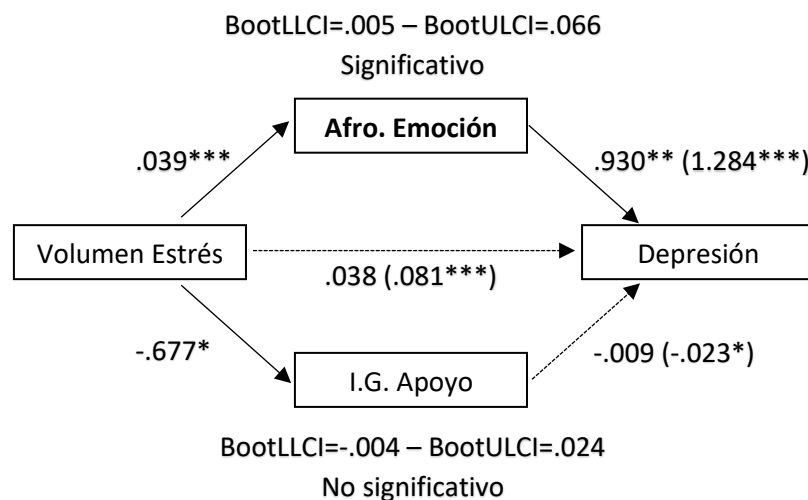 BootLLCI=.005 – BootULCI=.066
Significativo
Afro. Emoción
.039***
.930** (1.284***)
Volumen Estrés
Depresión
.038 (.081***)
-.677*
-.009 (-.023*)
I.G. Apoyo
BootLLCI=-.004 – BootULCI=.024
No significativo